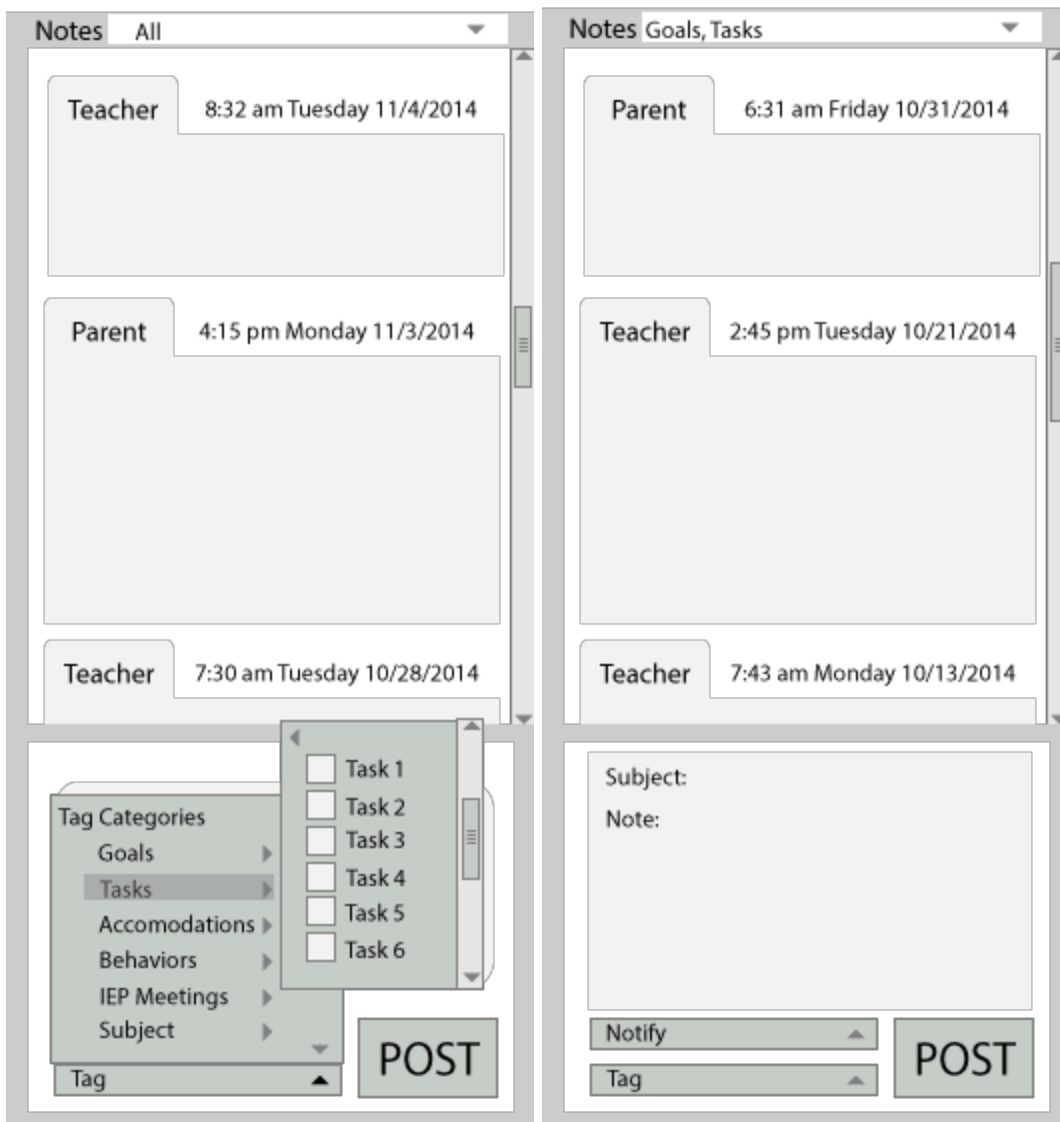 Notes All
Teacher 8:32 am Tuesday 11/4/2014
Parent 4:15 pm Monday 11/3/2014
Teacher 7:30 am Tuesday 10/28/2014
Tag Categories
Goals
Tasks
Accomodations
Behaviors
IEP Meetings
Subject
Task 1
Task 2
Task 3
Task 4
Task 5
Task 6
Tag
POST
Notes Goals, Tasks
Parent 6:31 am Friday 10/31/2014
Teacher 2:45 pm Tuesday 10/21/2014
Teacher 7:43 am Monday 10/13/2014
Subject:
Note:
Notify
Tag
POST